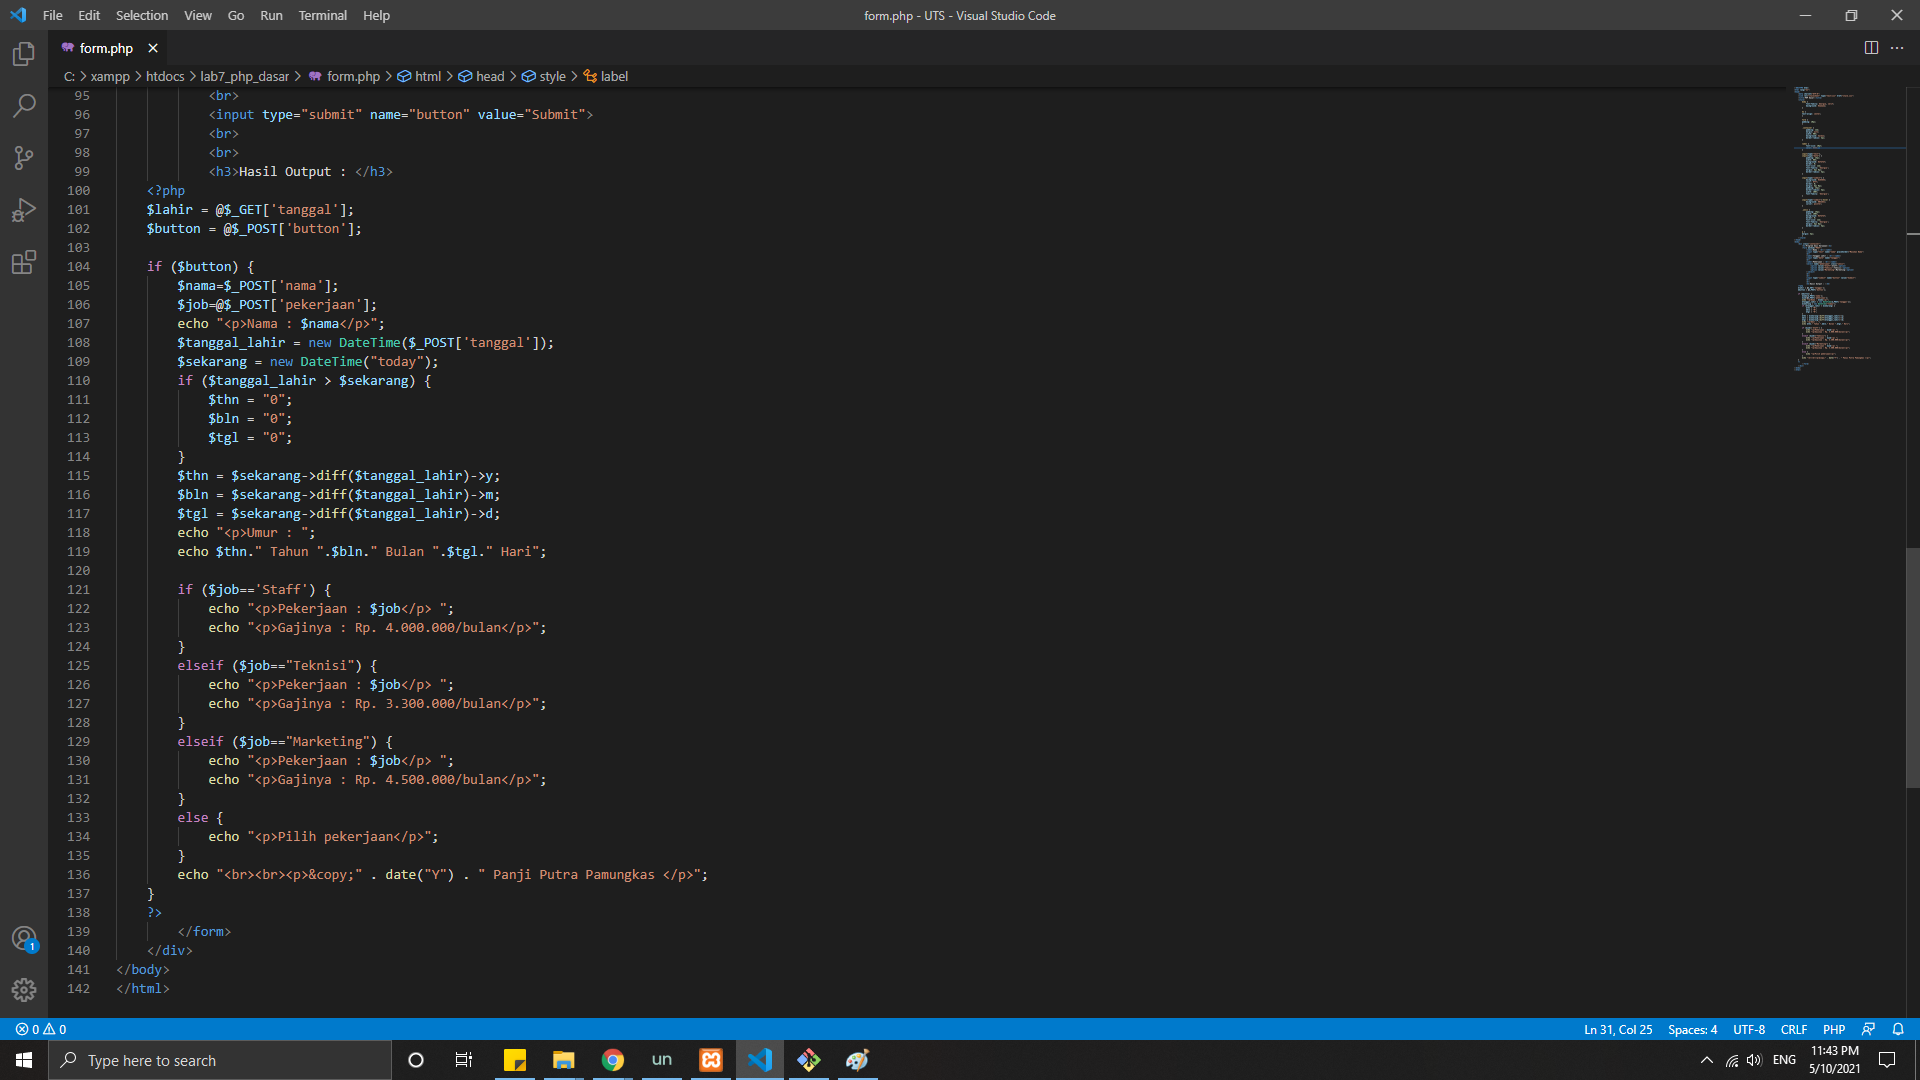 File Edit Selection View Go Run Terminal Help form.php - UTS - Visual Studio Code
form.php
C: > xampp > htdocs > lab7_php_dasar > form.php > html > head > style > label
95 <br>
96 <input type="submit" name="button" value="Submit">
97 <br>
98 <br>
99 <h3>Hasil Output : </h3>
100 <?php
101 $lahir = @$_GET['tanggal'];
102 $button = @$_POST['button'];
103
104 if ($button) {
105 $nama=$_POST['nama'];
106 $job=@$_POST['pekerjaan'];
107 echo "<p>Nama : $nama</p>";
108 $tanggal_lahir = new DateTime($_POST['tanggal']);
109 $sekarang = new DateTime("today");
110 if ($tanggal_lahir > $sekarang) {
111 $thn = "0";
112 $bln = "0";
113 $tgl = "0";
114 }
115 $thn = $sekarang->diff($tanggal_lahir)->y;
116 $bln = $sekarang->diff($tanggal_lahir)->m;
117 $tgl = $sekarang->diff($tanggal_lahir)->d;
118 echo "<p>Umur : ";
119 echo $thn." Tahun ".$bln." Bulan ".$tgl." Hari";
120
121 if ($job=='Staff') {
122 echo "<p>Pekerjaan : $job</p> ";
123 echo "<p>Gajinya : Rp. 4.000.000/bulan</p>";
124 }
125 elseif ($job=="Teknisi") {
126 echo "<p>Pekerjaan : $job</p> ";
127 echo "<p>Gajinya : Rp. 3.300.000/bulan</p>";
128 }
129 elseif ($job=="Marketing") {
130 echo "<p>Pekerjaan : $job</p> ";
131 echo "<p>Gajinya : Rp. 4.500.000/bulan</p>";
132 }
133 else {
134 echo "<p>Pilih pekerjaan</p>";
135 }
136 echo "<br><br><p>&copy;" . date("Y") . " Panji Putra Pamungkas </p>";
137 }
138 ?>
139 </form>
140 </div>
141 </body>
142 </html>
1
0 0 Ln 31, Col 25 Spaces: 4 UTF-8 CRLF PHP
Type here to search un ENG 11:43 PM
5/10/2021